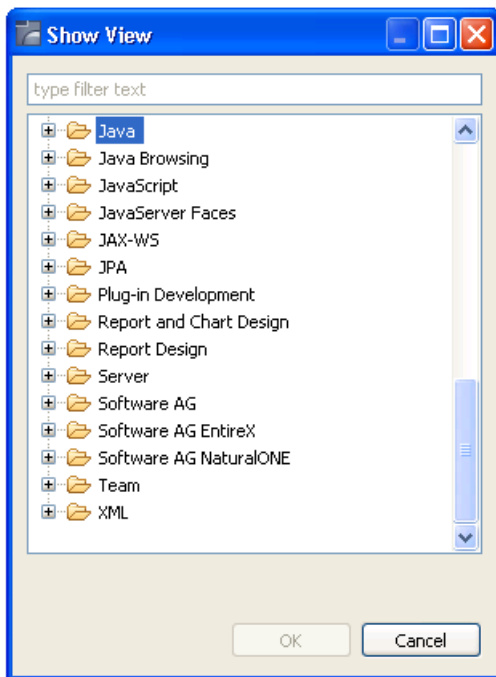 Show View
type filter text
Java
Java Browsing
JavaScript
JavaServer Faces
JAX-WS
JPA
Plug-in Development
Report and Chart Design
Report Design
Server
Software AG
Software AG EntireX
Software AG NaturalONE
Team
XML
OK
Cancel